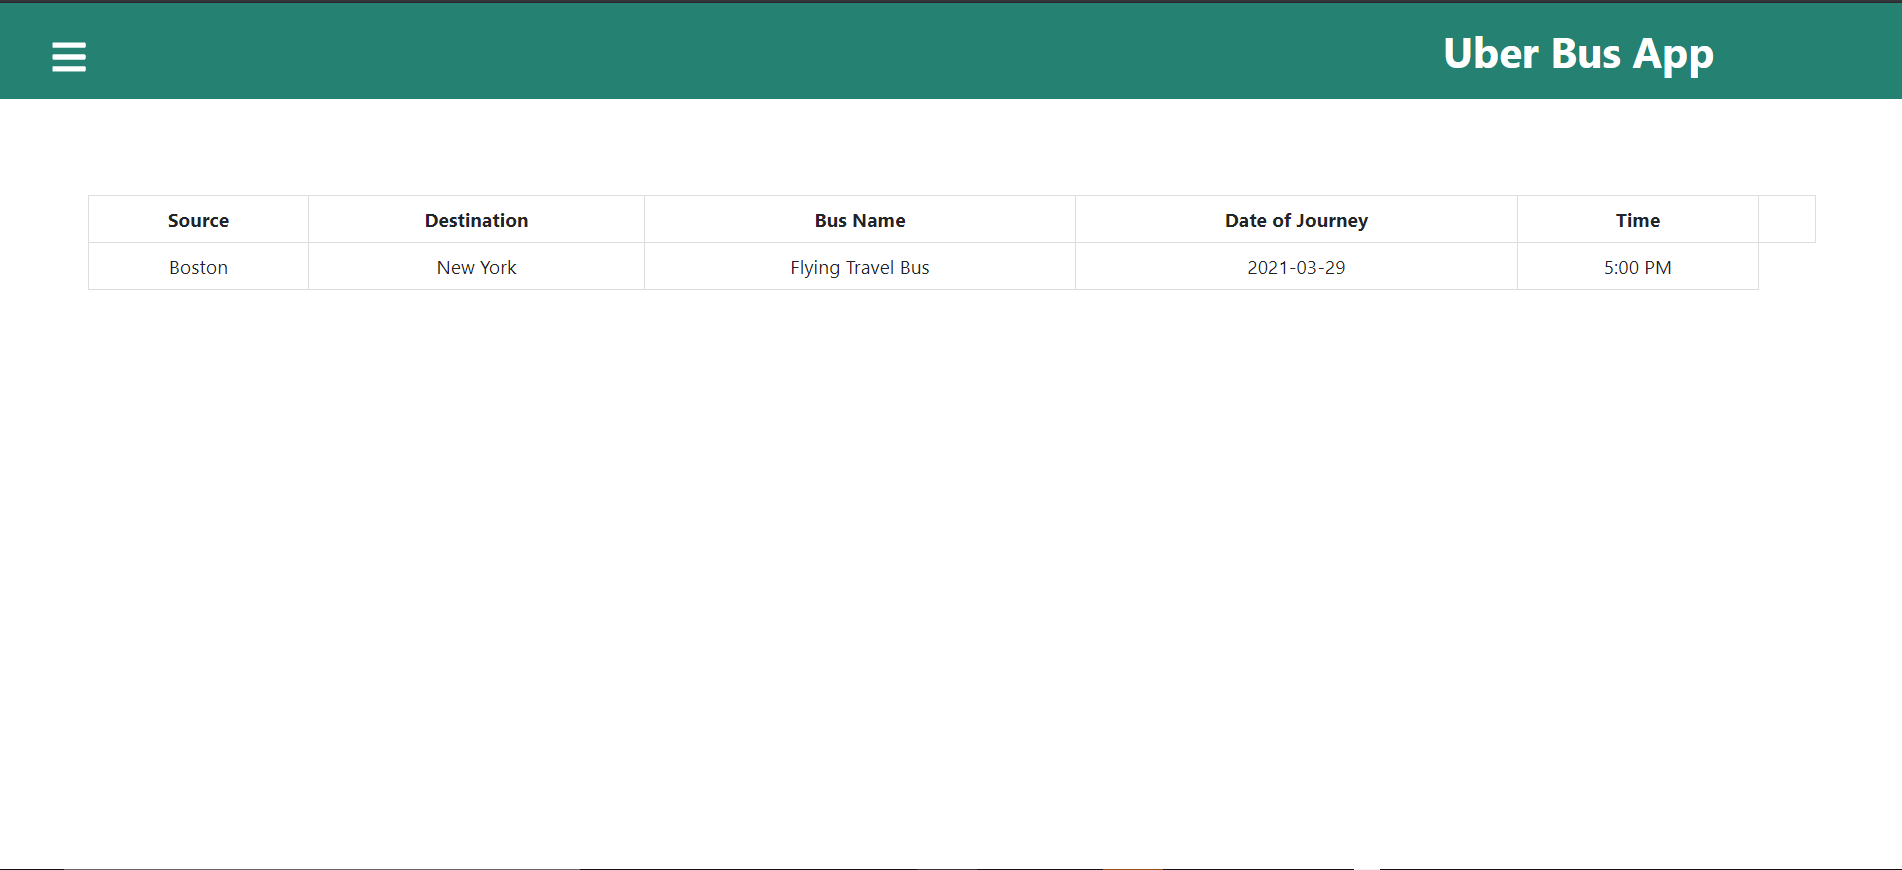 Uber Bus App
Source Destination Bus Name Date of Journey Time
Boston New York Flying Travel Bus 2021-03-29 5:00 PM